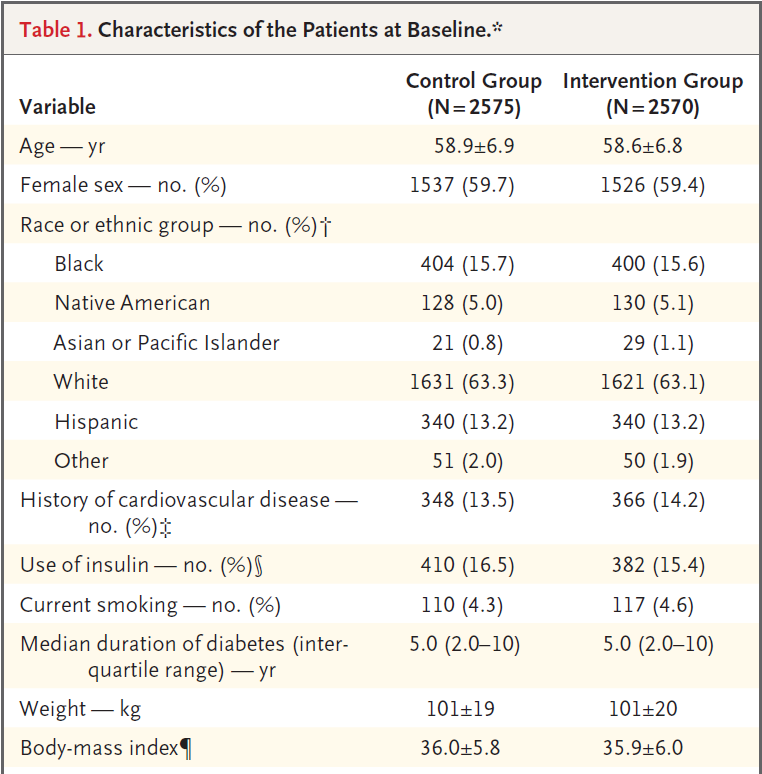 Table 1. Characteristics of the Patients at Baseline.*
Variable Control Group (N=2575) Intervention Group (N=2570)
Age — yr 58.9±6.9 58.6±6.8
Female sex — no. (%) 1537 (59.7) 1526 (59.4)
Race or ethnic group — no. (%)†
Black 404 (15.7) 400 (15.6)
Native American 128 (5.0) 130 (5.1)
Asian or Pacific Islander 21 (0.8) 29 (1.1)
White 1631 (63.3) 1621 (63.1)
Hispanic 340 (13.2) 340 (13.2)
Other 51 (2.0) 50 (1.9)
History of cardiovascular disease — 348 (13.5) 366 (14.2)
no. (%)‡
Use of insulin — no. (%)§ 410 (16.5) 382 (15.4)
Current smoking — no. (%) 110 (4.3) 117 (4.6)
Median duration of diabetes (inter- 5.0 (2.0–10) 5.0 (2.0–10)
quartile range) — yr
Weight — kg 101±19 101±20
Body-mass index¶ 36.0±5.8 35.9±6.0